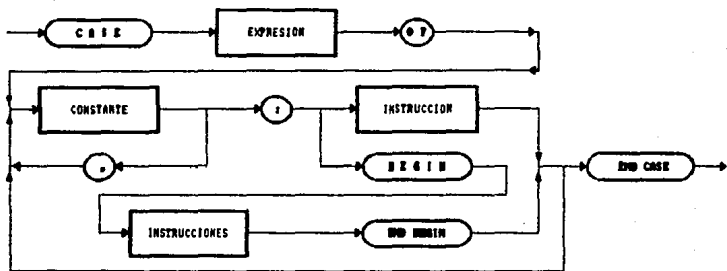 CASE EXPRESION OF
CONSTANTE : INSTRUCCION
, BEGIN
INSTRUCCIONES END BEGIN
END CASE